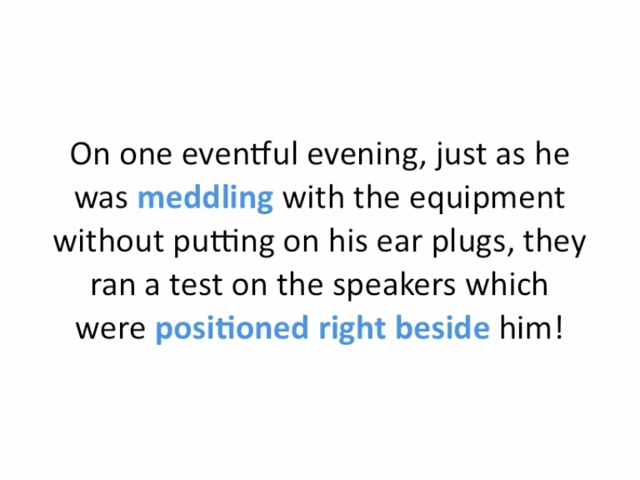 On one eventful evening, just as he
was meddling with the equipment
without putting on his ear plugs, they
ran a test on the speakers which
were positioned right beside him!